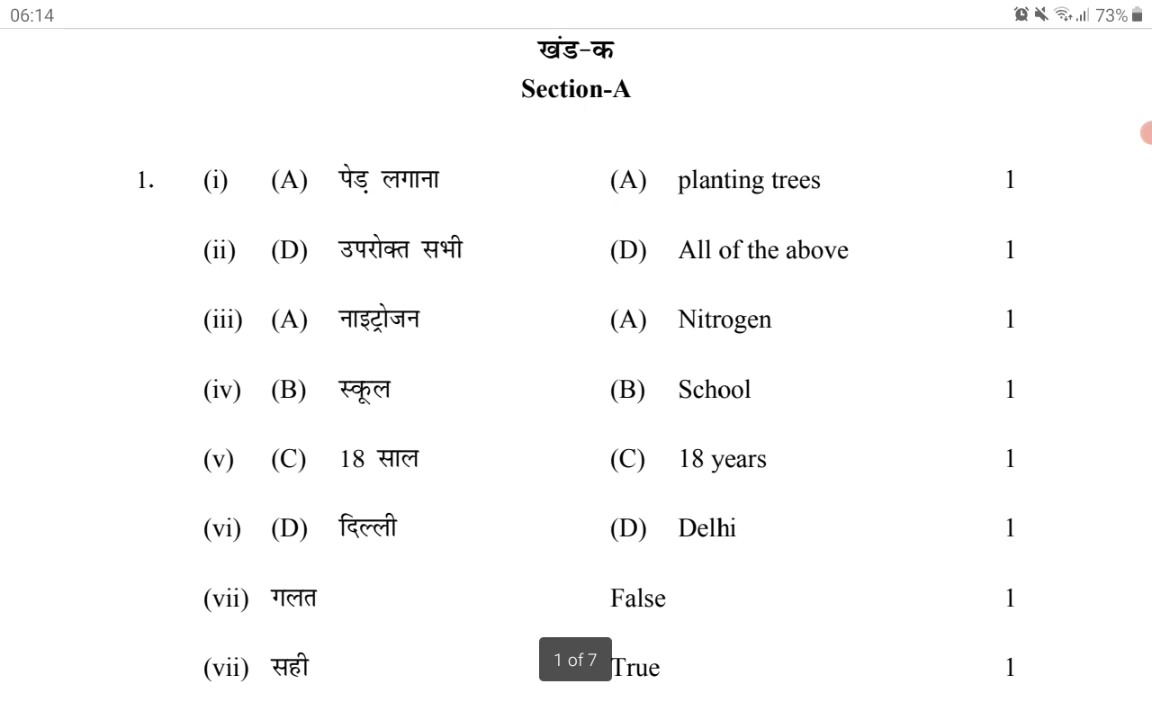 06:14 73%
खंड-क
Section-A
1. (i) (A) पेड़ लगाना (A) planting trees 1
(ii) (D) उपरोक्त सभी (D) All of the above 1
(iii) (A) नाइट्रोजन (A) Nitrogen 1
(iv) (B) स्कूल (B) School 1
(v) (C) 18 साल (C) 18 years 1
(vi) (D) दिल्ली (D) Delhi 1
(vii) गलत False 1
(vii) सही True 1
1 of 7